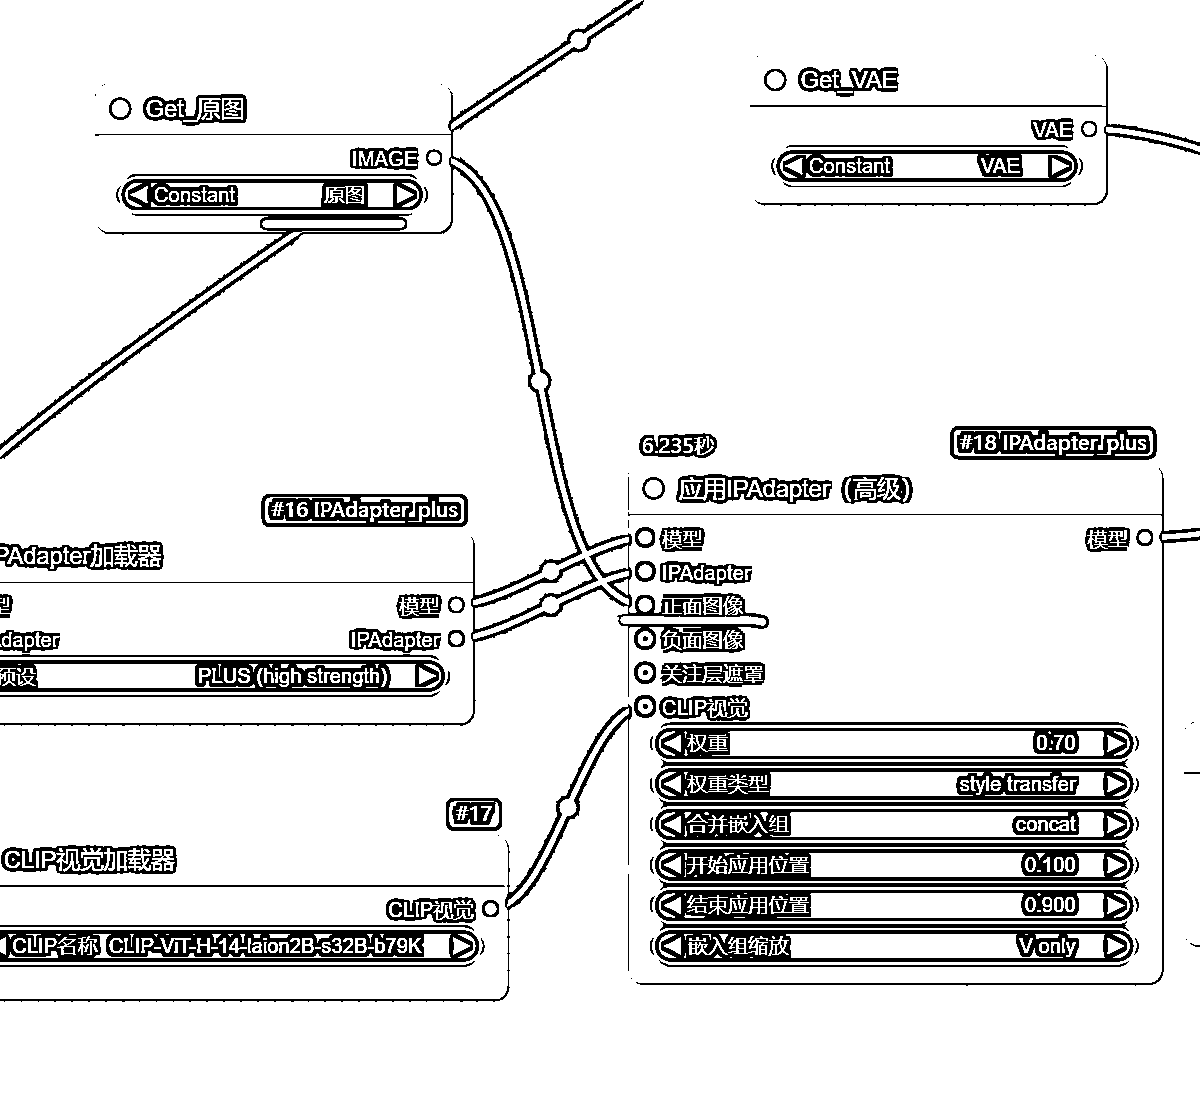 Get_原图
IMAGE
Constant 原图
Get_VAE
VAE
Constant VAE
#16 IPAdapter_plus
PAdapter加载器
型 模型
dapter IPAdapter
预设 PLUS (high strength)
#17
CLIP视觉加载器
CLIP视觉
CLIP名称 CLIP-ViT-H-14-laion2B-s32B-b79K
6.235秒
#18 IPAdapter_plus
应用IPAdapter（高级）
模型 模型
IPAdapter
正面图像
负面图像
关注层遮罩
CLIP视觉
权重 0.70
权重类型 style transfer
合并嵌入组 concat
开始应用位置 0.100
结束应用位置 0.900
嵌入组缩放 V only